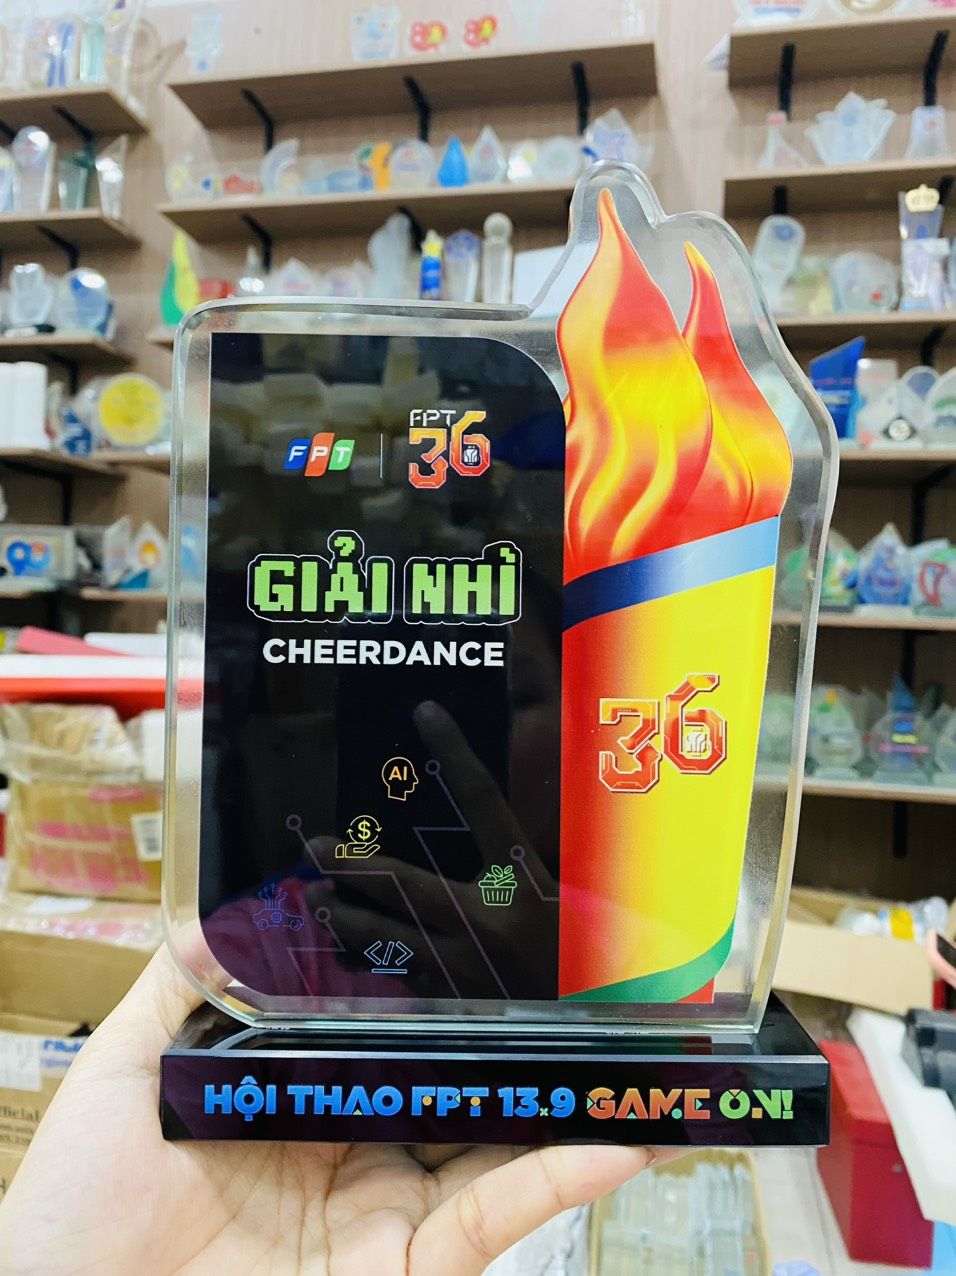 FPT
FPT
36
GIẢI NHÌ
CHEERDANCE
36
AI
$
</>
HỘI THAO FPT 13.9 GAME ON!